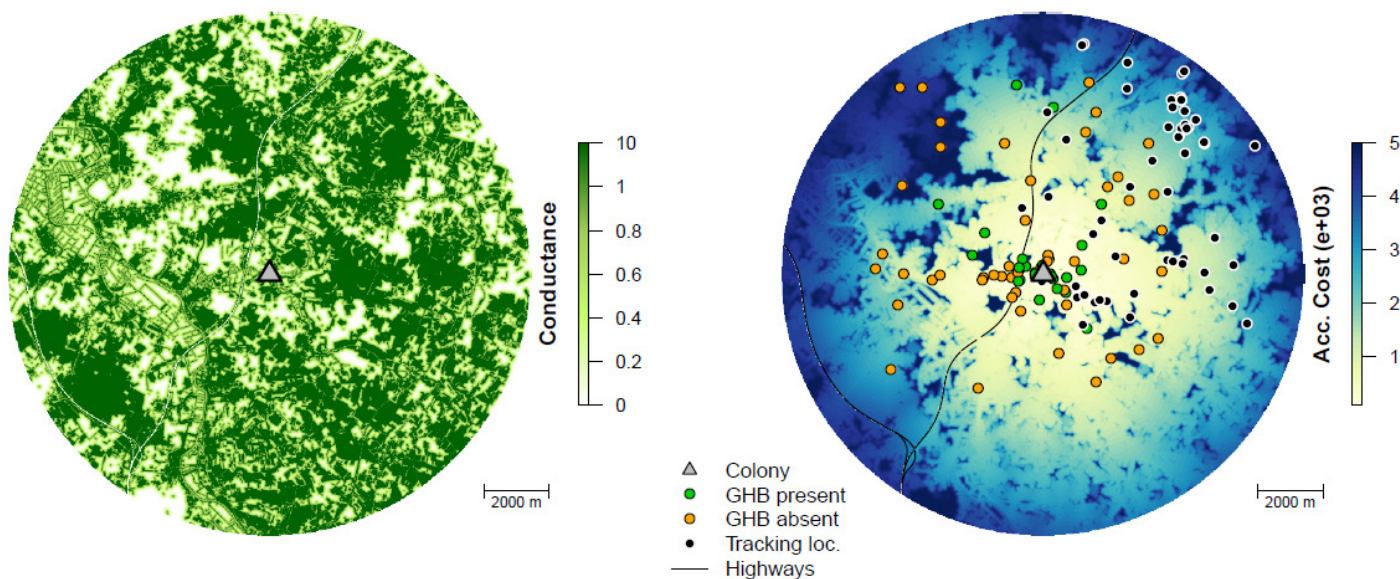 10
1
0.8
0.6
0.4
0.2
0
Conductance
2000 m
5
4
3
2
1
Acc. Cost (e+03)
2000 m
Colony
GHB present
GHB absent
Tracking loc.
Highways